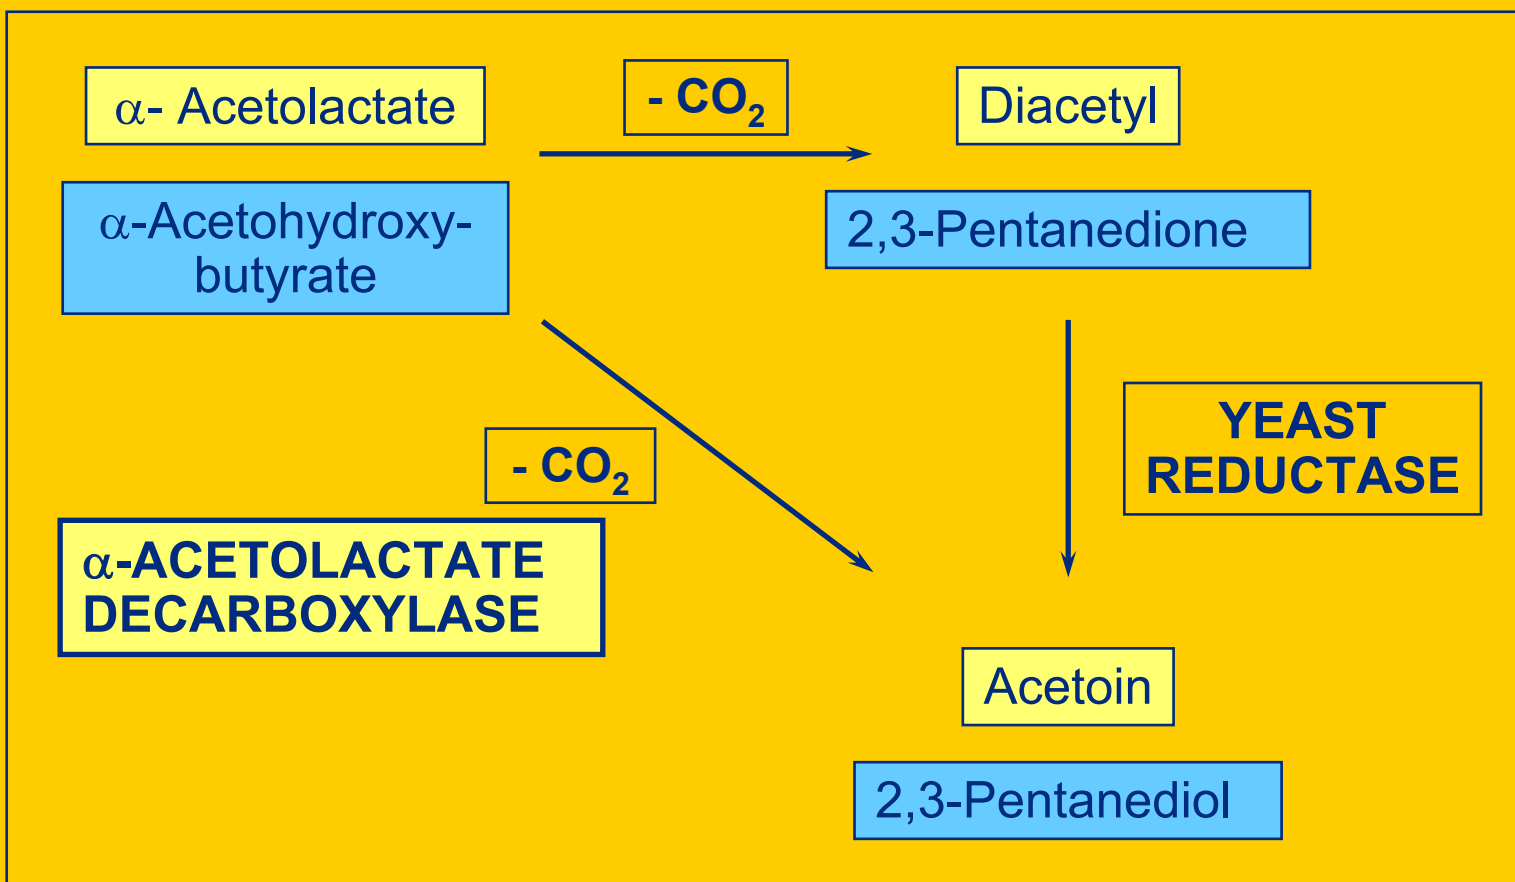 α- Acetolactate
- CO₂
Diacetyl
α-Acetohydroxy-
butyrate
2,3-Pentanedione
YEAST
REDUCTASE
- CO₂
α-ACETOLACTATE
DECARBOXYLASE
Acetoin
2,3-Pentanediol